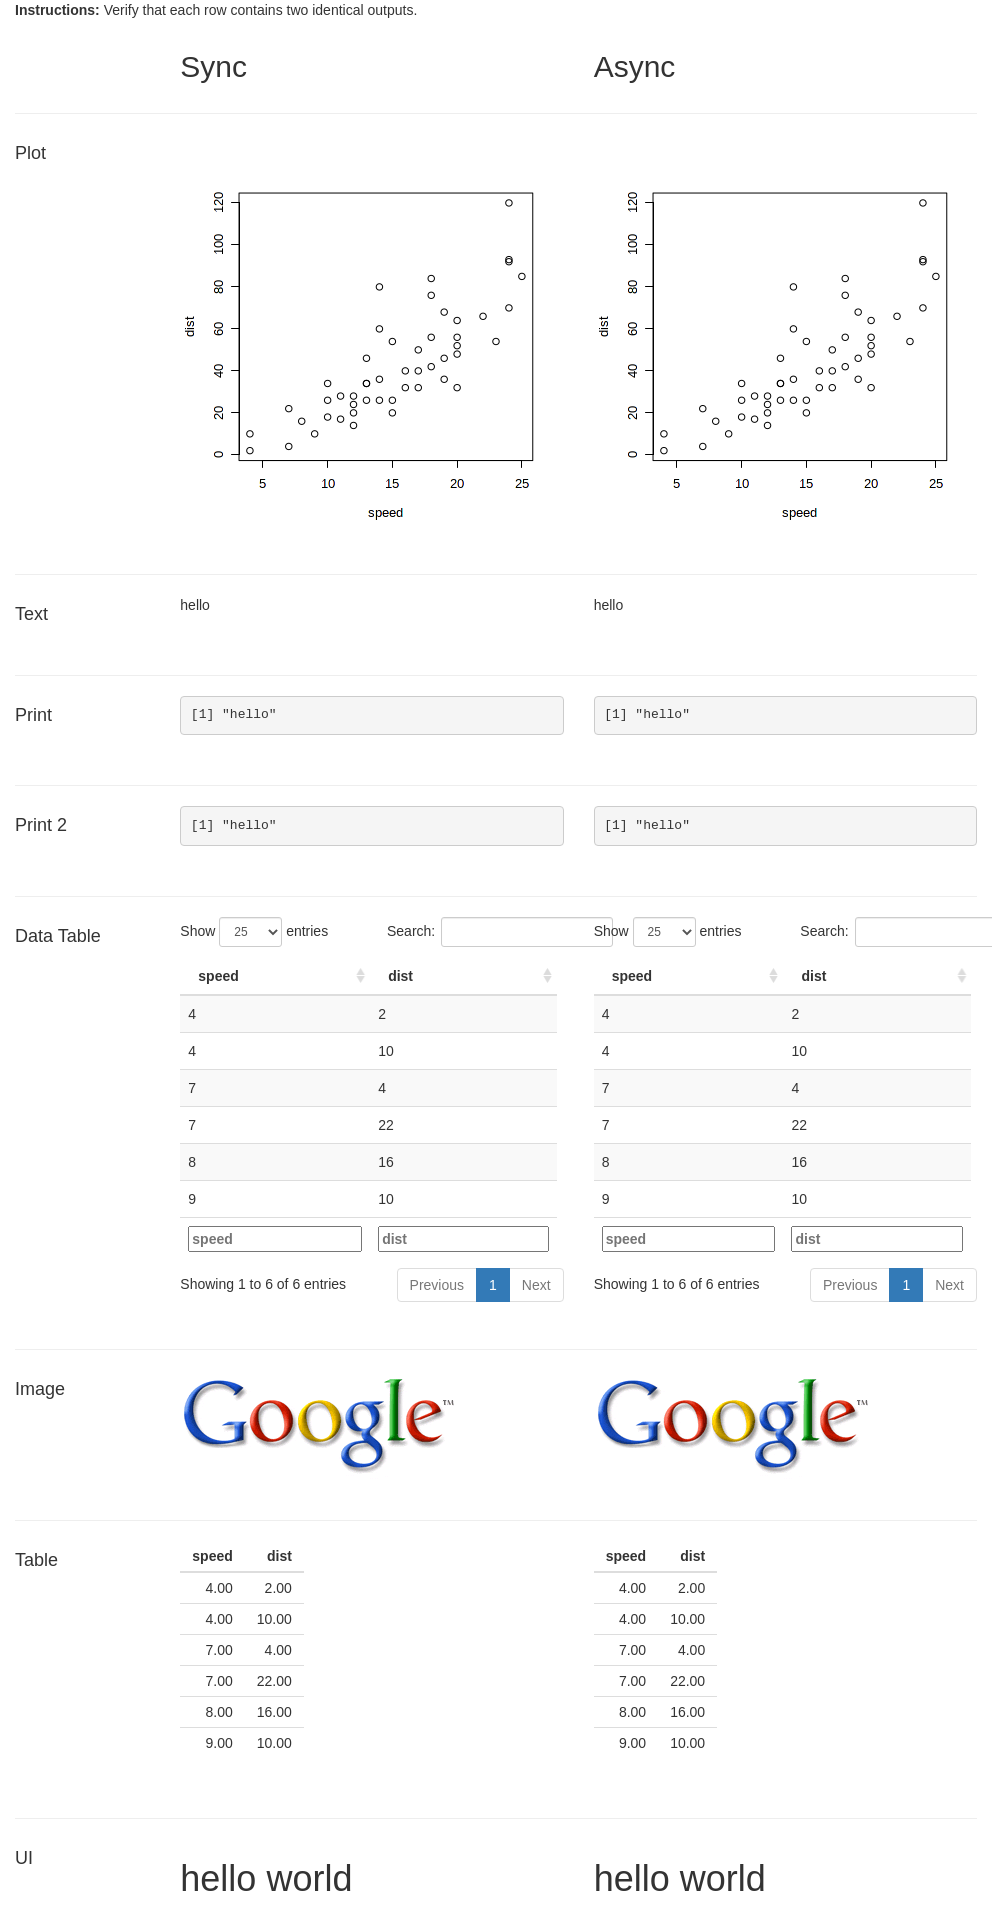 Instructions: Verify that each row contains two identical outputs.
Sync Async
Plot
dist
0 20 40 60 80 100 120
5 10 15 20 25
speed
dist
0 20 40 60 80 100 120
5 10 15 20 25
speed
Text hello hello
Print [1] "hello" [1] "hello"
Print 2 [1] "hello" [1] "hello"
Data Table
Show 25 entries Search:
speed dist
4 2
4 10
7 4
7 22
8 16
9 10
speed dist
Showing 1 to 6 of 6 entries Previous 1 Next
Show 25 entries Search:
speed dist
4 2
4 10
7 4
7 22
8 16
9 10
speed dist
Showing 1 to 6 of 6 entries Previous 1 Next
Image Google™ Google™
Table
speed dist
4.00 2.00
4.00 10.00
7.00 4.00
7.00 22.00
8.00 16.00
9.00 10.00
speed dist
4.00 2.00
4.00 10.00
7.00 4.00
7.00 22.00
8.00 16.00
9.00 10.00
UI hello world hello world